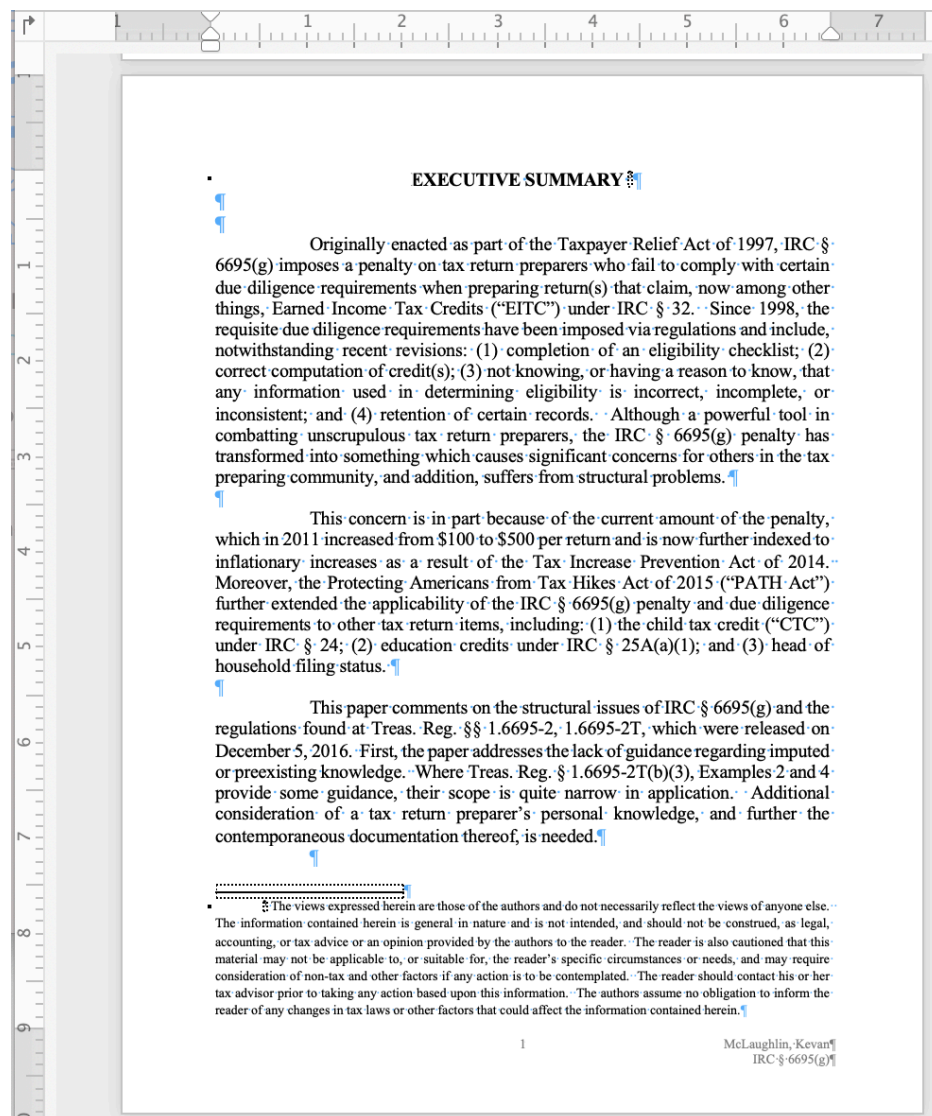 1 1 2 3 4 5 6 7
1
EXECUTIVE SUMMARY *¶
¶
¶
Originally enacted as part of the Taxpayer Relief Act of 1997, IRC §
6695(g) imposes a penalty on tax return preparers who fail to comply with certain
due diligence requirements when preparing return(s) that claim, now among other
things, Earned Income Tax Credits (“EITC”) under IRC § 32. Since 1998, the
requisite due diligence requirements have been imposed via regulations and include,
notwithstanding recent revisions: (1) completion of an eligibility checklist; (2)
correct computation of credit(s); (3) not knowing, or having a reason to know, that
any information used in determining eligibility is incorrect, incomplete, or
inconsistent; and (4) retention of certain records. Although a powerful tool in
combatting unscrupulous tax return preparers, the IRC § 6695(g) penalty has
transformed into something which causes significant concerns for others in the tax
preparing community, and addition, suffers from structural problems. ¶
¶
This concern is in part because of the current amount of the penalty,
which in 2011 increased from $100 to $500 per return and is now further indexed to
inflationary increases as a result of the Tax Increase Prevention Act of 2014.
Moreover, the Protecting Americans from Tax Hikes Act of 2015 (“PATH Act”)
further extended the applicability of the IRC § 6695(g) penalty and due diligence
requirements to other tax return items, including: (1) the child tax credit (“CTC”)
under IRC § 24; (2) education credits under IRC § 25A(a)(1); and (3) head of
household filing status. ¶
¶
This paper comments on the structural issues of IRC § 6695(g) and the
regulations found at Treas. Reg. §§ 1.6695-2, 1.6695-2T, which were released on
December 5, 2016. First, the paper addresses the lack of guidance regarding imputed
or preexisting knowledge. Where Treas. Reg. § 1.6695-2T(b)(3), Examples 2 and 4
provide some guidance, their scope is quite narrow in application. Additional
consideration of a tax return preparer’s personal knowledge, and further the
contemporaneous documentation thereof, is needed.¶
¶
¶
* The views expressed herein are those of the authors and do not necessarily reflect the views of anyone else.
The information contained herein is general in nature and is not intended, and should not be construed, as legal,
accounting, or tax advice or an opinion provided by the authors to the reader. The reader is also cautioned that this
material may not be applicable to, or suitable for, the reader’s specific circumstances or needs, and may require
consideration of non-tax and other factors if any action is to be contemplated. The reader should contact his or her
tax advisor prior to taking any action based upon this information. The authors assume no obligation to inform the
reader of any changes in tax laws or other factors that could affect the information contained herein.¶
1 McLaughlin, Kevan¶
IRC § 6695(g)¶
1
2
3
4
5
6
7
8
9